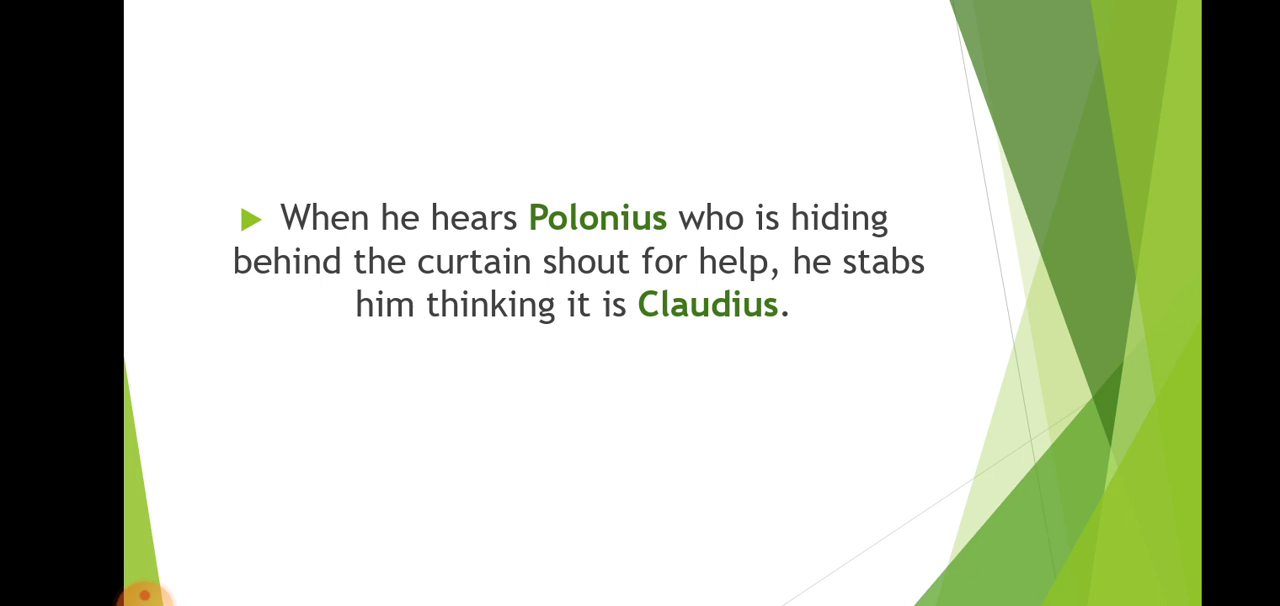 When he hears Polonius who is hiding
behind the curtain shout for help, he stabs
him thinking it is Claudius.